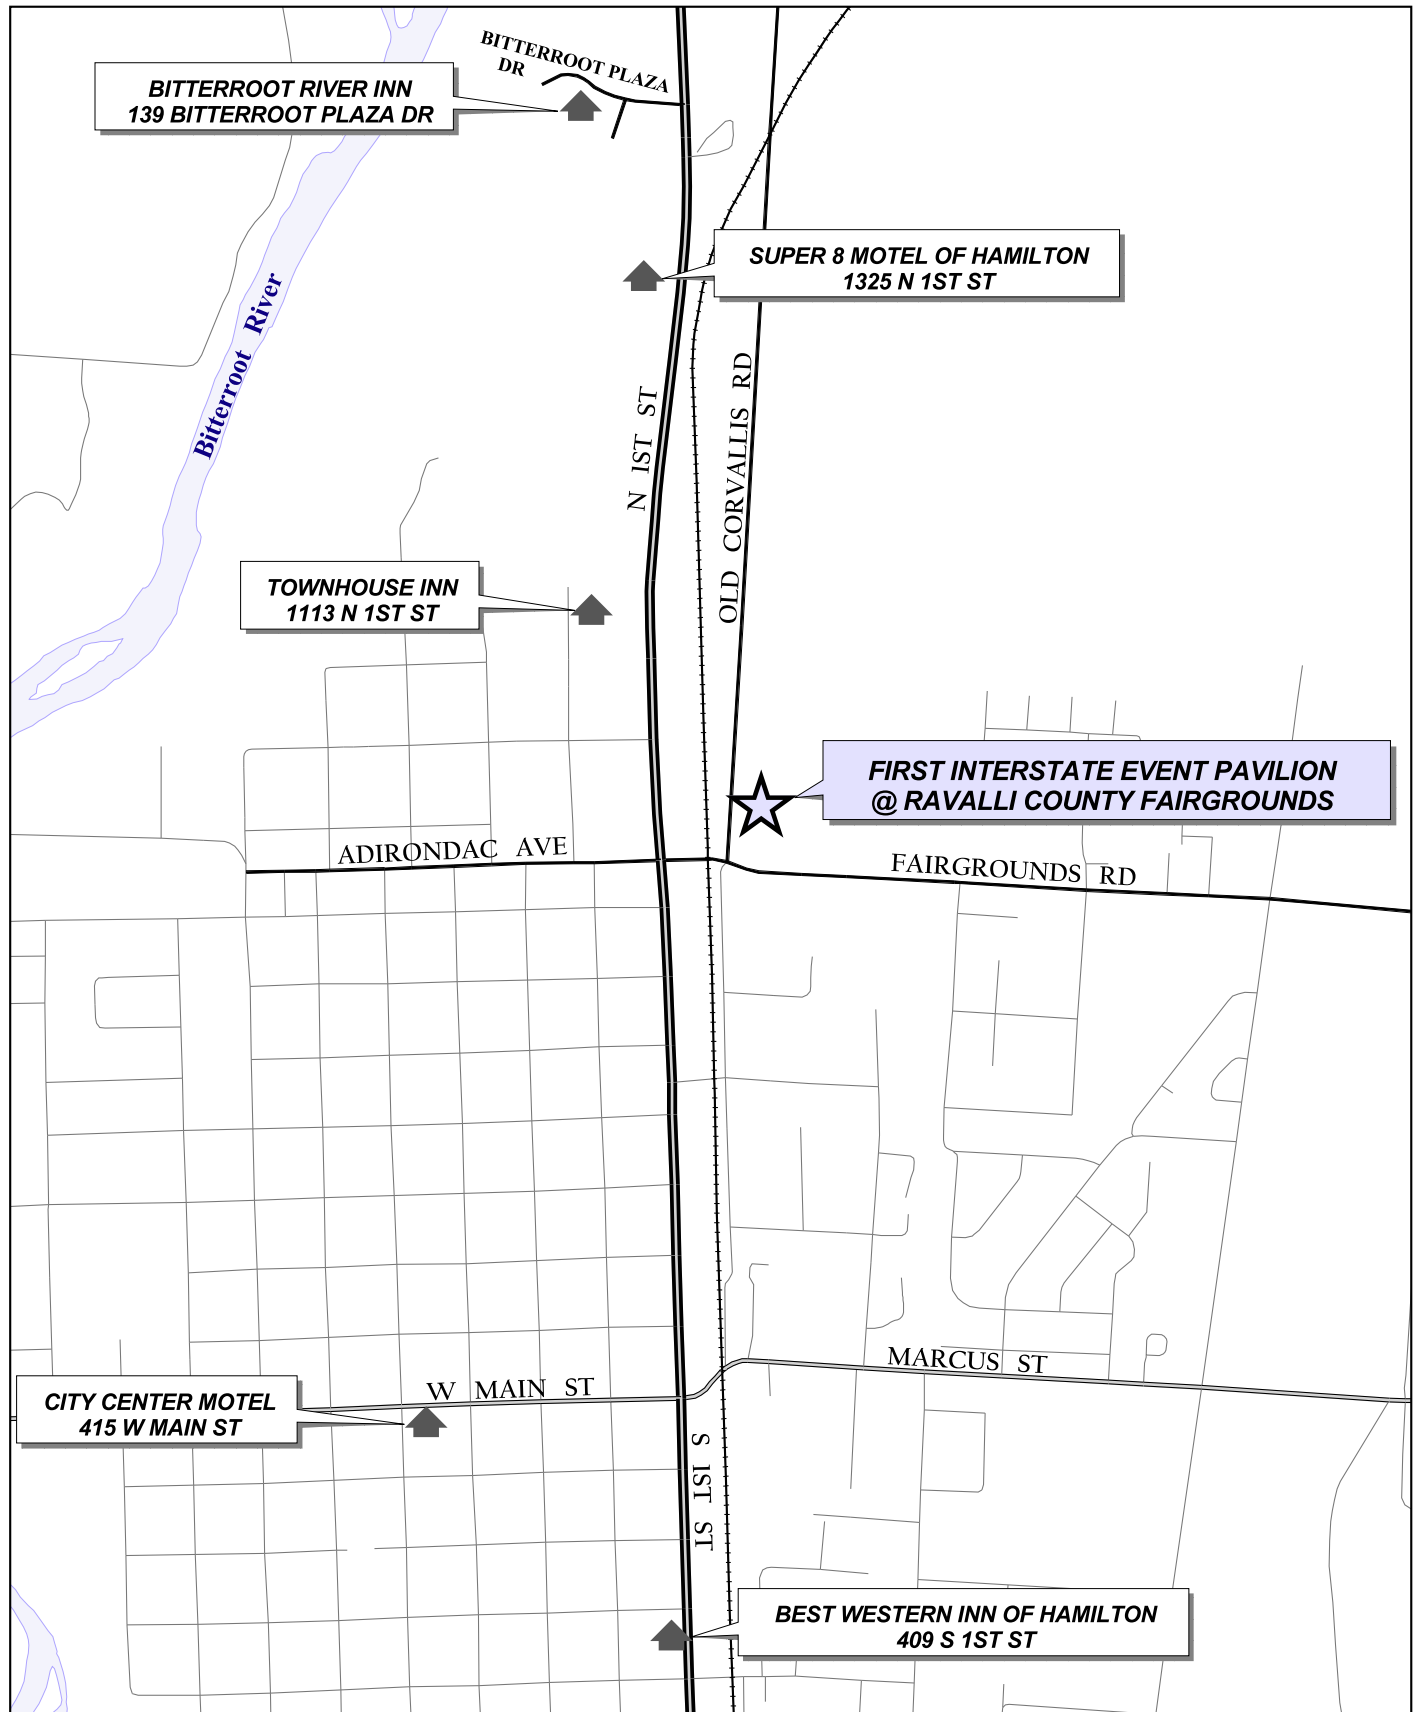 BITTERROOT PLAZA
DR
BITTERROOT RIVER INN
139 BITTERROOT PLAZA DR
SUPER 8 MOTEL OF HAMILTON
1325 N 1ST ST
Bitterroot River
N 1ST ST
OLD CORVALLIS RD
TOWNHOUSE INN
1113 N 1ST ST
FIRST INTERSTATE EVENT PAVILION
@ RAVALLI COUNTY FAIRGROUNDS
ADIRONDAC AVE
FAIRGROUNDS RD
MARCUS ST
W MAIN ST
CITY CENTER MOTEL
415 W MAIN ST
S 1ST ST
BEST WESTERN INN OF HAMILTON
409 S 1ST ST